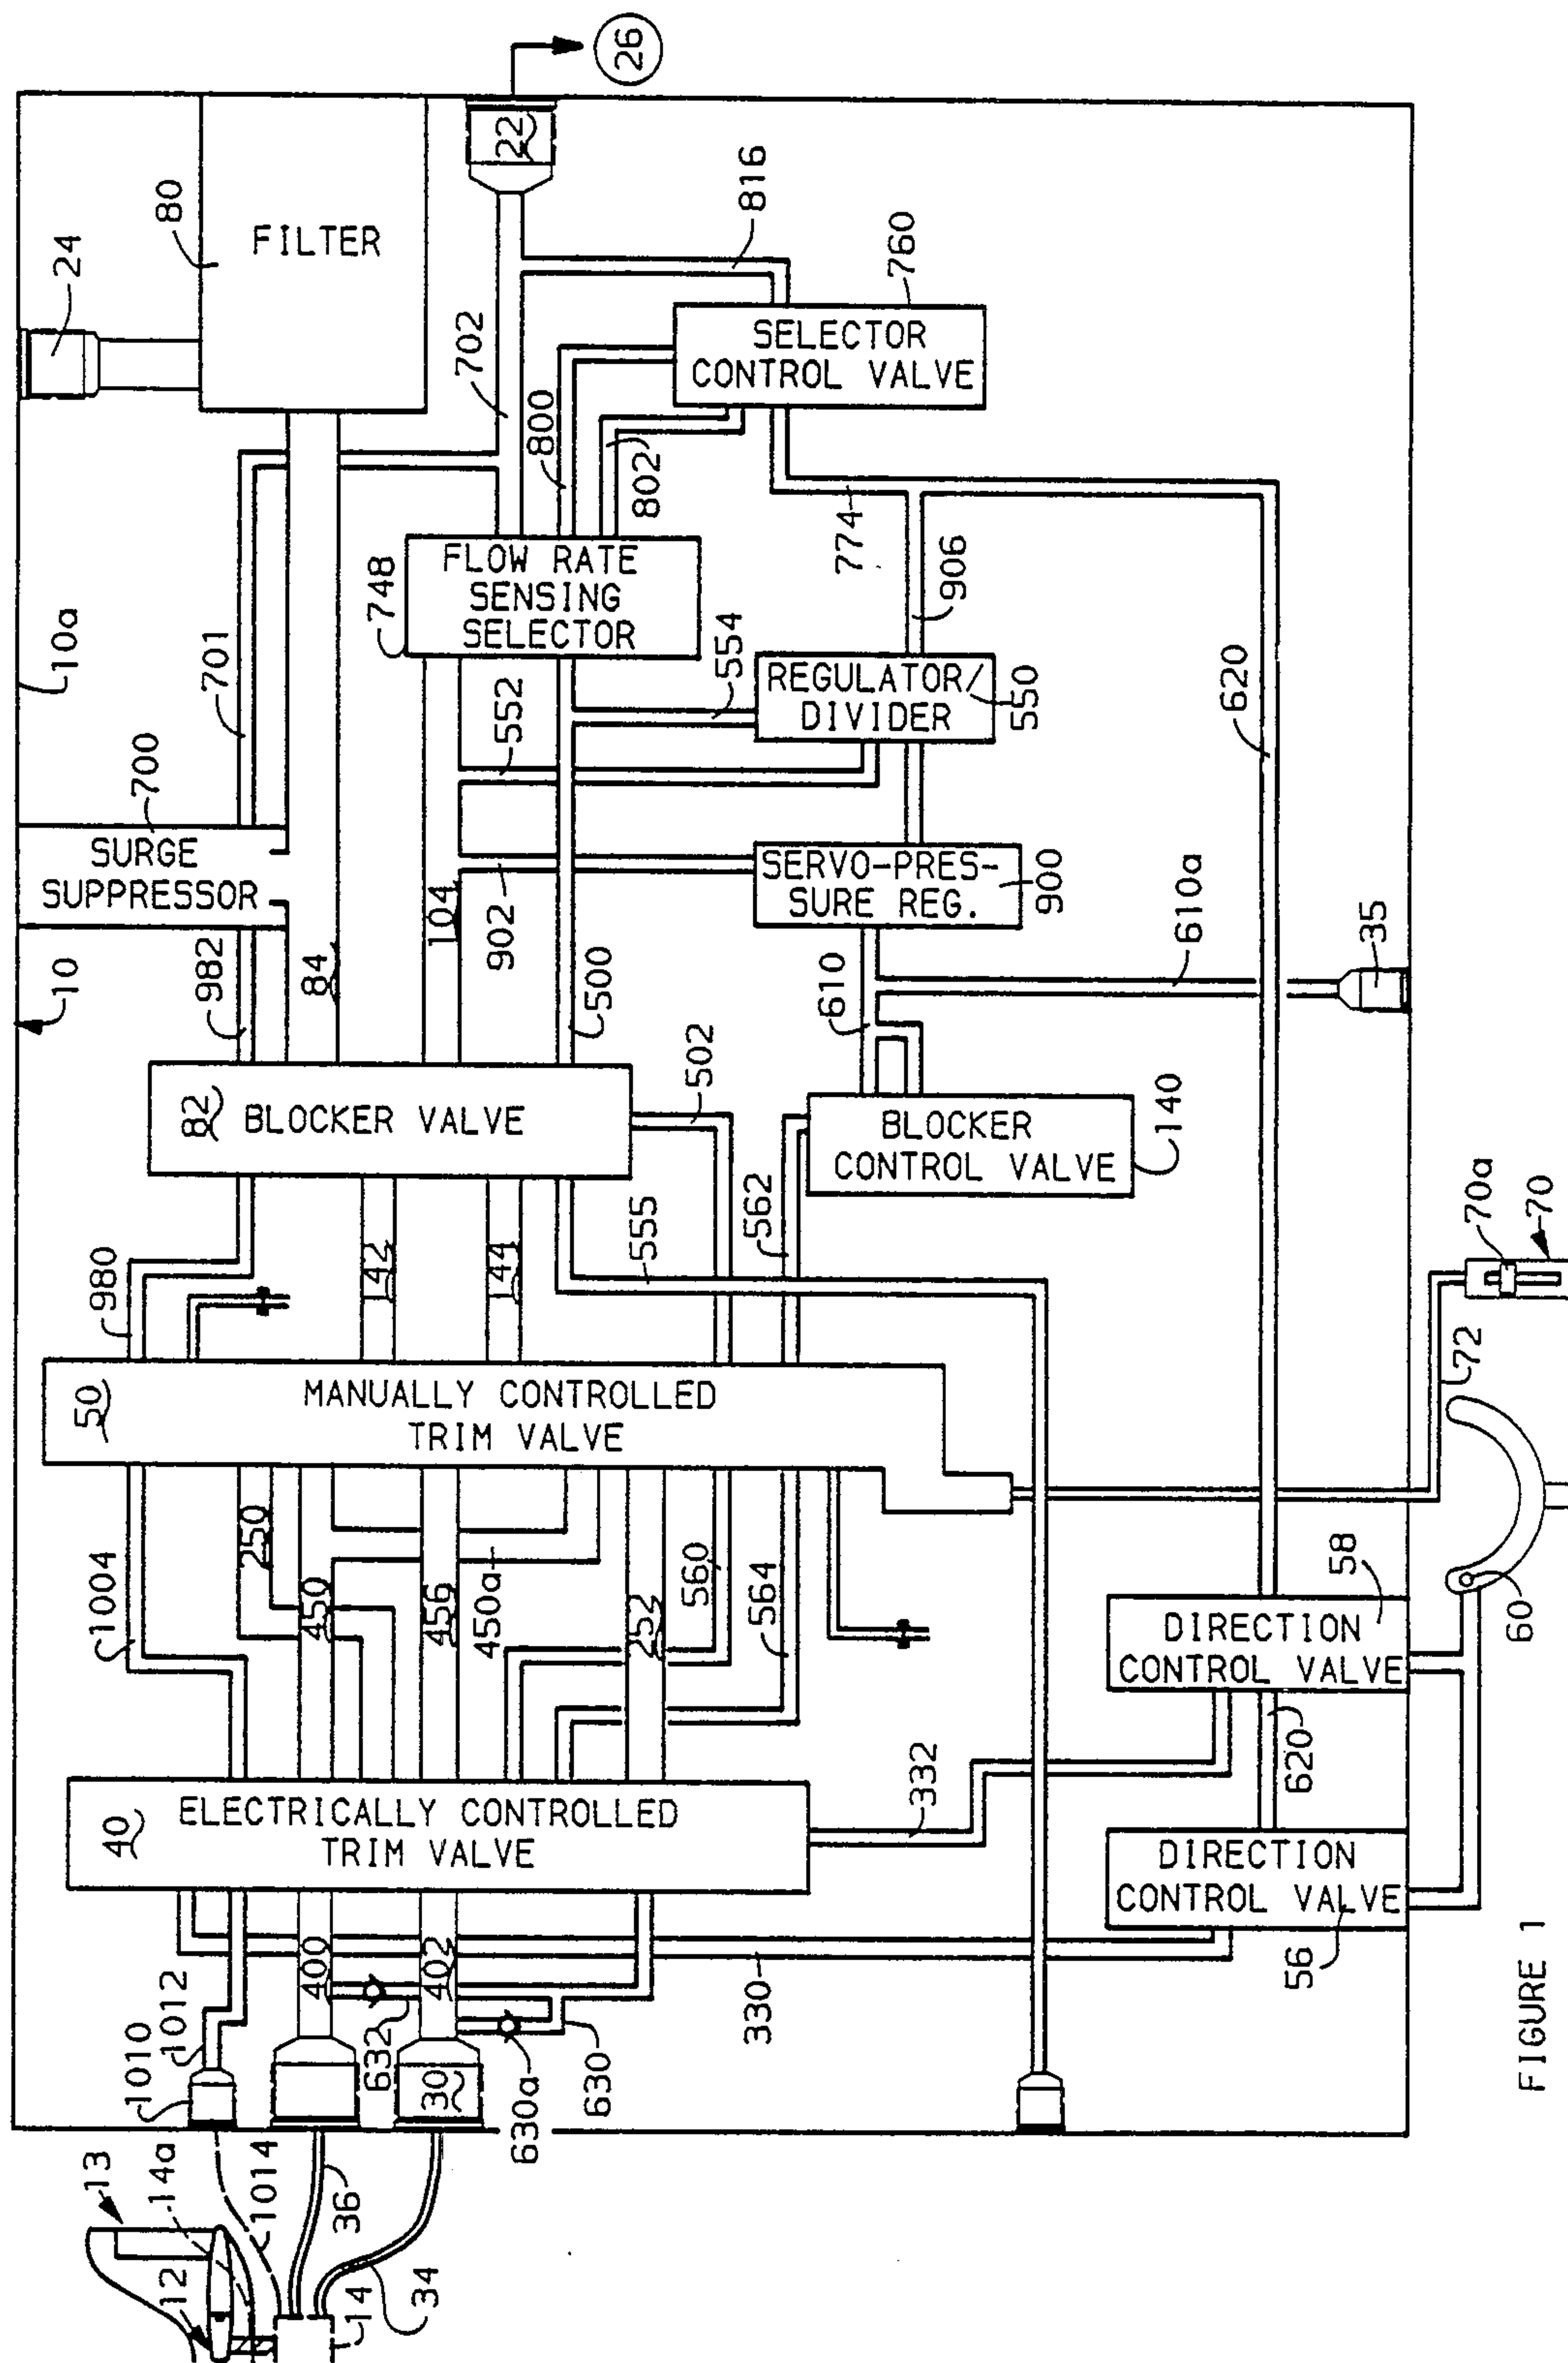 26
10
10a
24
80
FILTER
22
701
700
SURGE
SUPPRESSOR
702
816
760
SELECTOR
CONTROL VALVE
800
802
748
FLOW RATE
SENSING
SELECTOR
774
906
554
552
REGULATOR/
DIVIDER
550
620
982
84
104
902
500
SERVO-PRES-
SURE REG.
900
610
610a
35
82
BLOCKER VALVE
502
BLOCKER
CONTROL VALVE
140
980
142
144
555
562
70a
70
72
50
MANUALLY CONTROLLED
TRIM VALVE
1004
250
450
456
450a
560
564
252
58
DIRECTION
CONTROL VALVE
60
620
332
40
ELECTRICALLY CONTROLLED
TRIM VALVE
DIRECTION
CONTROL VALVE
56
400
402
330
1010
1012
632
630
630a
30
13
14a
12
1014
36
34
14
FIGURE 1